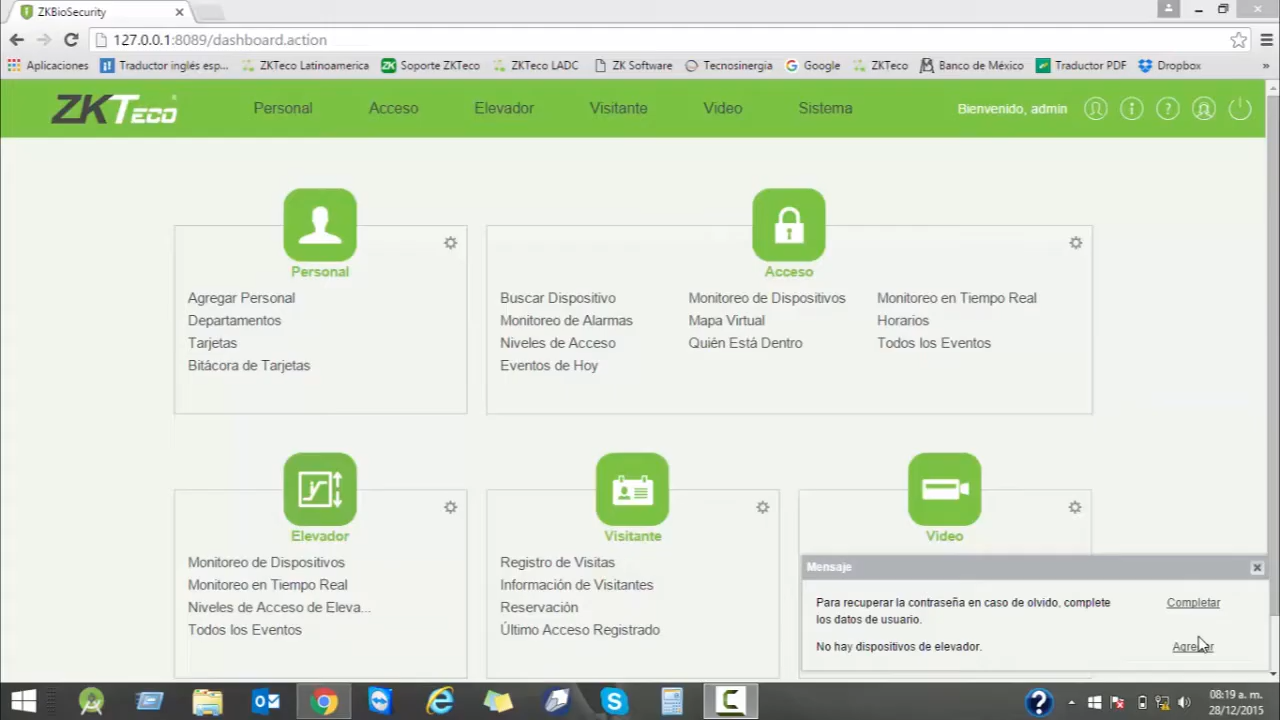 ZKBioSecurity
127.0.0.1:8089/dashboard.action
Aplicaciones Traductor inglés esp... ZKTeco Latinoamerica Soporte ZKTeco ZKTeco LADC ZK Software Tecnosinergia Google ZKTeco Banco de México Traductor PDF Dropbox »
ZKTECO Personal Acceso Elevador Visitante Video Sistema Bienvenido, admin
Personal
Agregar Personal
Departamentos
Tarjetas
Bitácora de Tarjetas
Acceso
Buscar Dispositivo Monitoreo de Dispositivos Monitoreo en Tiempo Real
Monitoreo de Alarmas Mapa Virtual Horarios
Niveles de Acceso Quién Está Dentro Todos los Eventos
Eventos de Hoy
Elevador
Monitoreo de Dispositivos
Monitoreo en Tiempo Real
Niveles de Acceso de Eleva...
Todos los Eventos
Visitante
Registro de Visitas
Información de Visitantes
Reservación
Último Acceso Registrado
Video
Mensaje
Para recuperar la contraseña en caso de olvido, complete Completar
los datos de usuario.
No hay dispositivos de elevador. Agregar
08:19 a. m.
28/12/2015